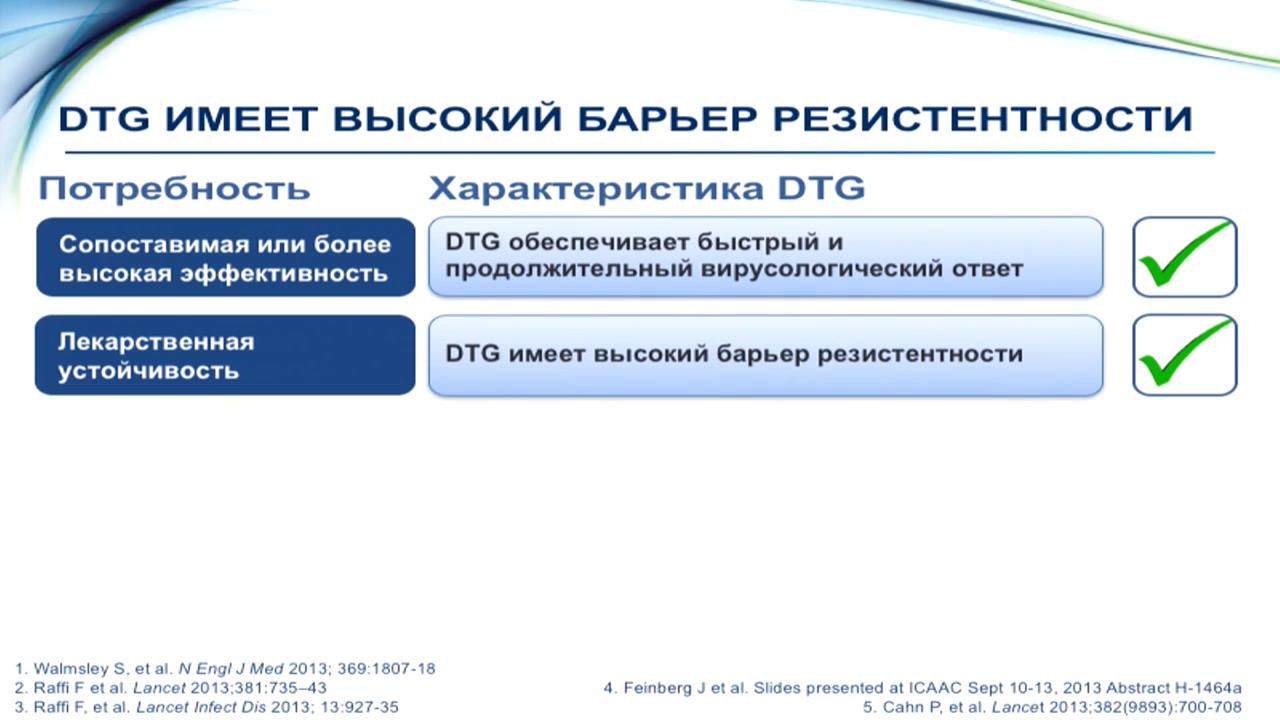 DTG ИМЕЕТ ВЫСОКИЙ БАРЬЕР РЕЗИСТЕНТНОСТИ
Потребность
Характеристика DTG
Сопоставимая или более
высокая эффективность
DTG обеспечивает быстрый и
продолжительный вирусологический ответ
Лекарственная
устойчивость
DTG имеет высокий барьер резистентности
1. Walmsley S, et al. N Engl J Med 2013; 369:1807-18
2. Raffi F et al. Lancet 2013;381:735–43
3. Raffi F, et al. Lancet Infect Dis 2013; 13:927-35
4. Feinberg J et al. Slides presented at ICAAC Sept 10-13, 2013 Abstract H-1464a
5. Cahn P, et al. Lancet 2013;382(9893):700-708